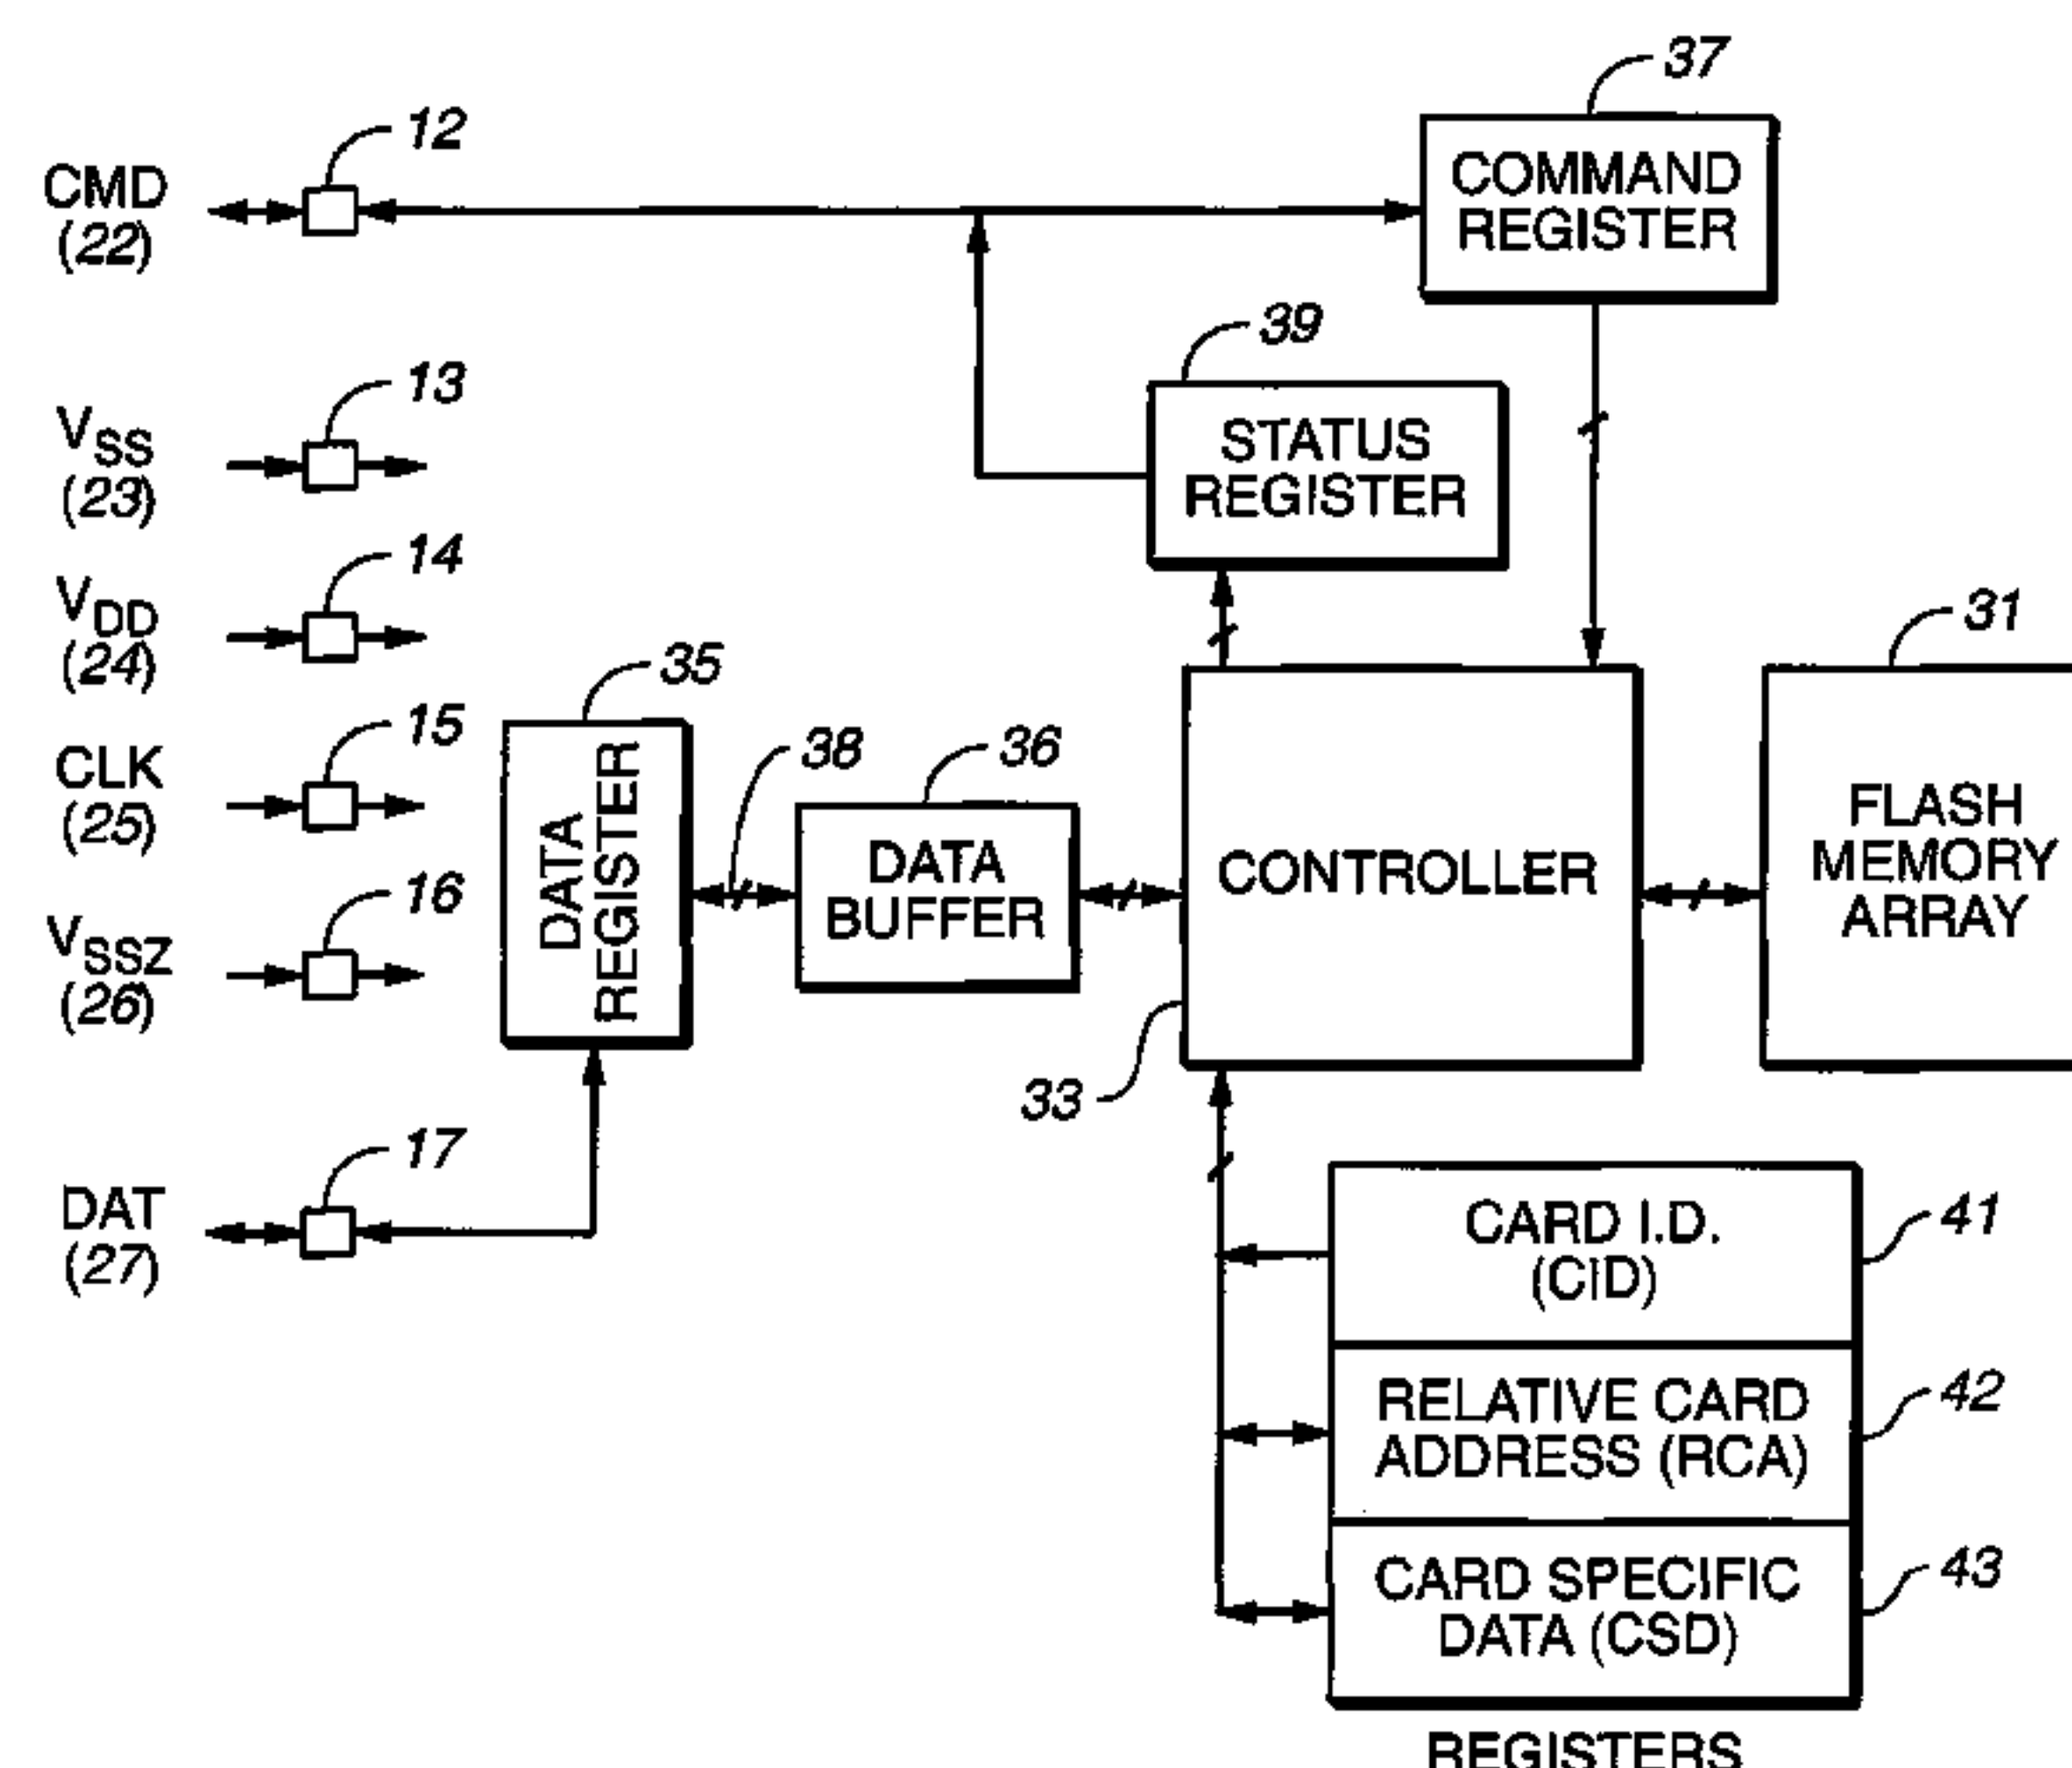 37
12
CMD
(22)
COMMAND
REGISTER
39
13
VSS
(23)
STATUS
REGISTER
14
VDD
(24)
31
35
15
38
36
CLK
(25)
DATA
REGISTER
DATA
BUFFER
CONTROLLER
FLASH
MEMORY
ARRAY
16
VSSZ
(26)
33
17
DAT
(27)
CARD I.D.
(CID)
41
RELATIVE CARD
ADDRESS (RCA)
42
CARD SPECIFIC
DATA (CSD)
43
REGISTERS